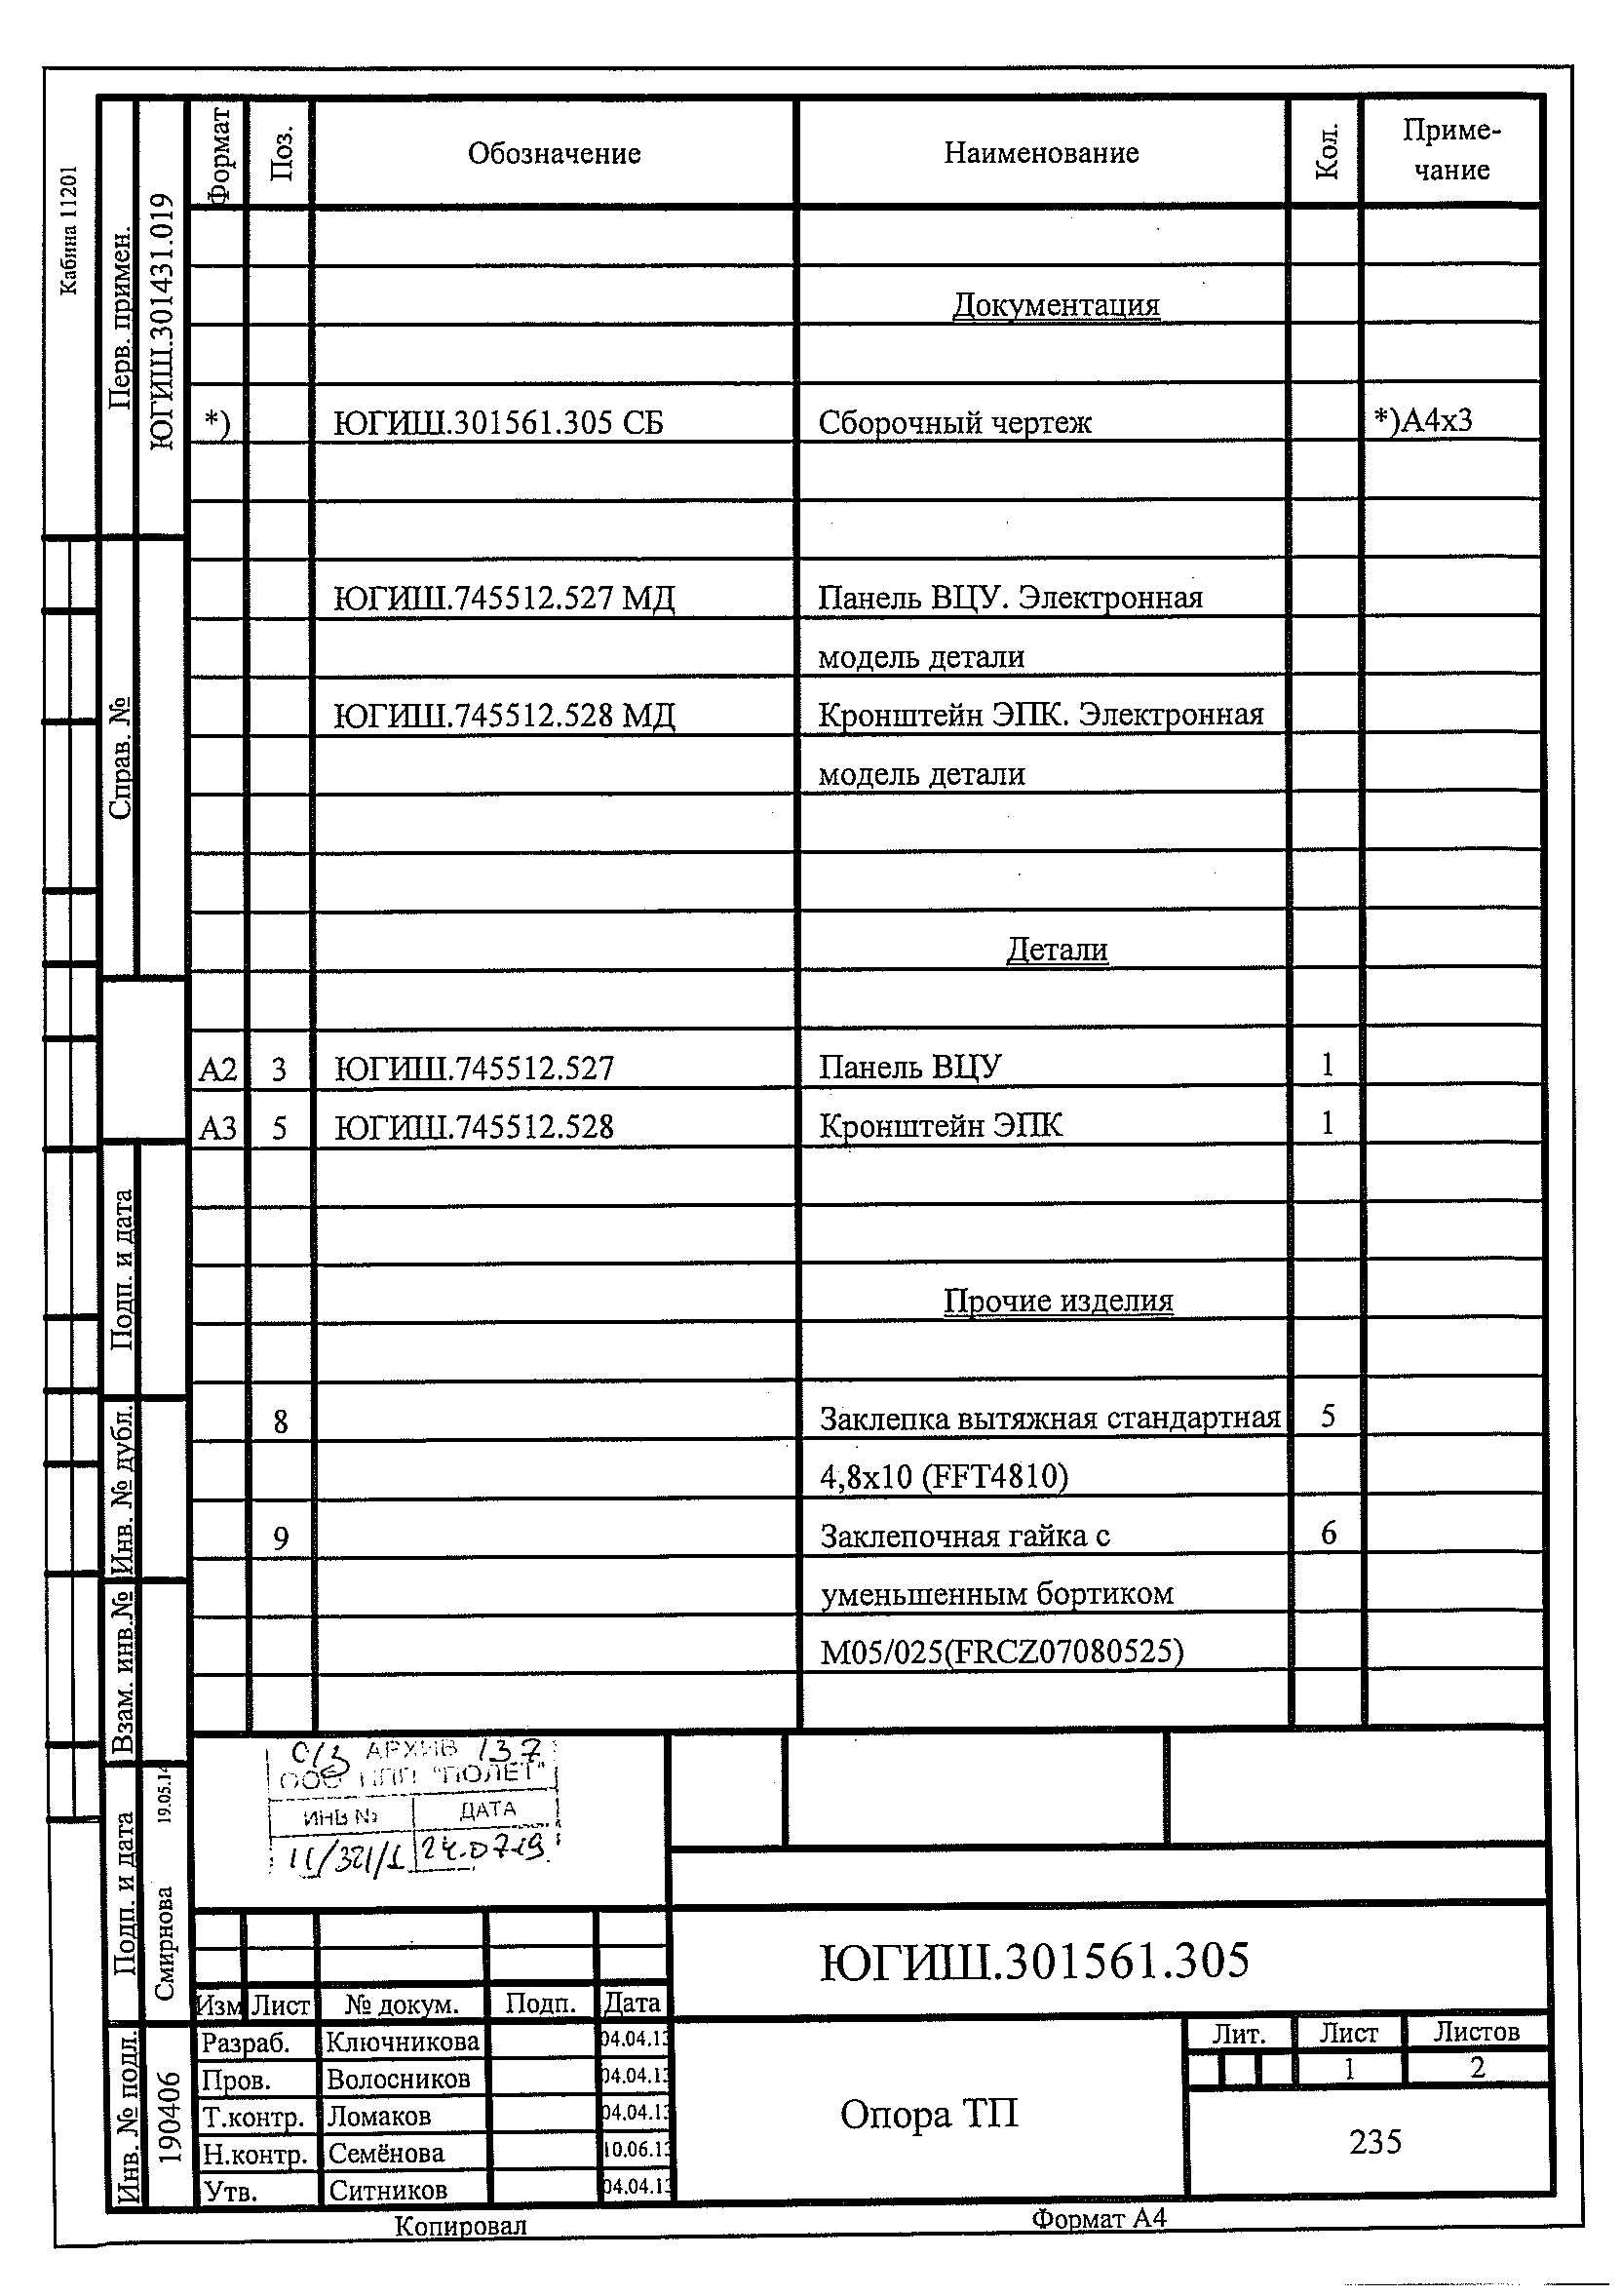 Кабина 11201
Перв. примен.
ЮГИШ.301431.019
Справ. №
Подп. и дата
Инв. № дубл.
Взам. инв.№
Подп. и дата
Смирнова 19.05.14
Инв. № подл.
190406
Формат Поз. Обозначение Наименование Кол. Приме-
чание
Документация
*) ЮГИШ.301561.305 СБ Сборочный чертеж *)А4х3
ЮГИШ.745512.527 МД Панель ВЦУ. Электронная
модель детали
ЮГИШ.745512.528 МД Кронштейн ЭПК. Электронная
модель детали
Детали
А2 3 ЮГИШ.745512.527 Панель ВЦУ 1
А3 5 ЮГИШ.745512.528 Кронштейн ЭПК 1
Прочие изделия
8 Заклепка вытяжная стандартная 5
4,8х10 (FFT4810)
9 Заклепочная гайка с 6
уменьшенным бортиком
М05/025(FRCZ07080525)
АРХИВ 137
ООО НПП "ПОЛЕТ"
ИНВ № ДАТА
11/321/1 24.07.19
ЮГИШ.301561.305
Изм Лист № докум. Подп. Дата
Разраб. Ключникова 04.04.13
Пров. Волосников 04.04.13
Т.контр. Ломаков 04.04.13
Н.контр. Семёнова 10.06.13
Утв. Ситников 04.04.13
Опора ТП
Лит. Лист Листов
1 2
235
Копировал Формат А4